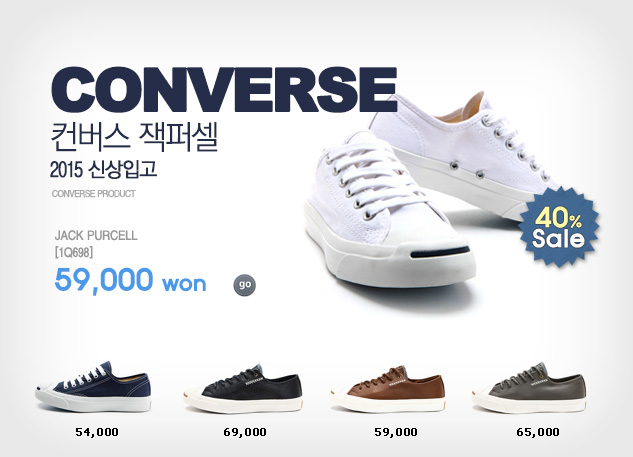 CONVERSE
컨버스 잭퍼셀
2015 신상입고
CONVERSE PRODUCT
JACK PURCELL
[1Q698]
59,000 won
go
40%
Sale
54,000
69,000
59,000
65,000